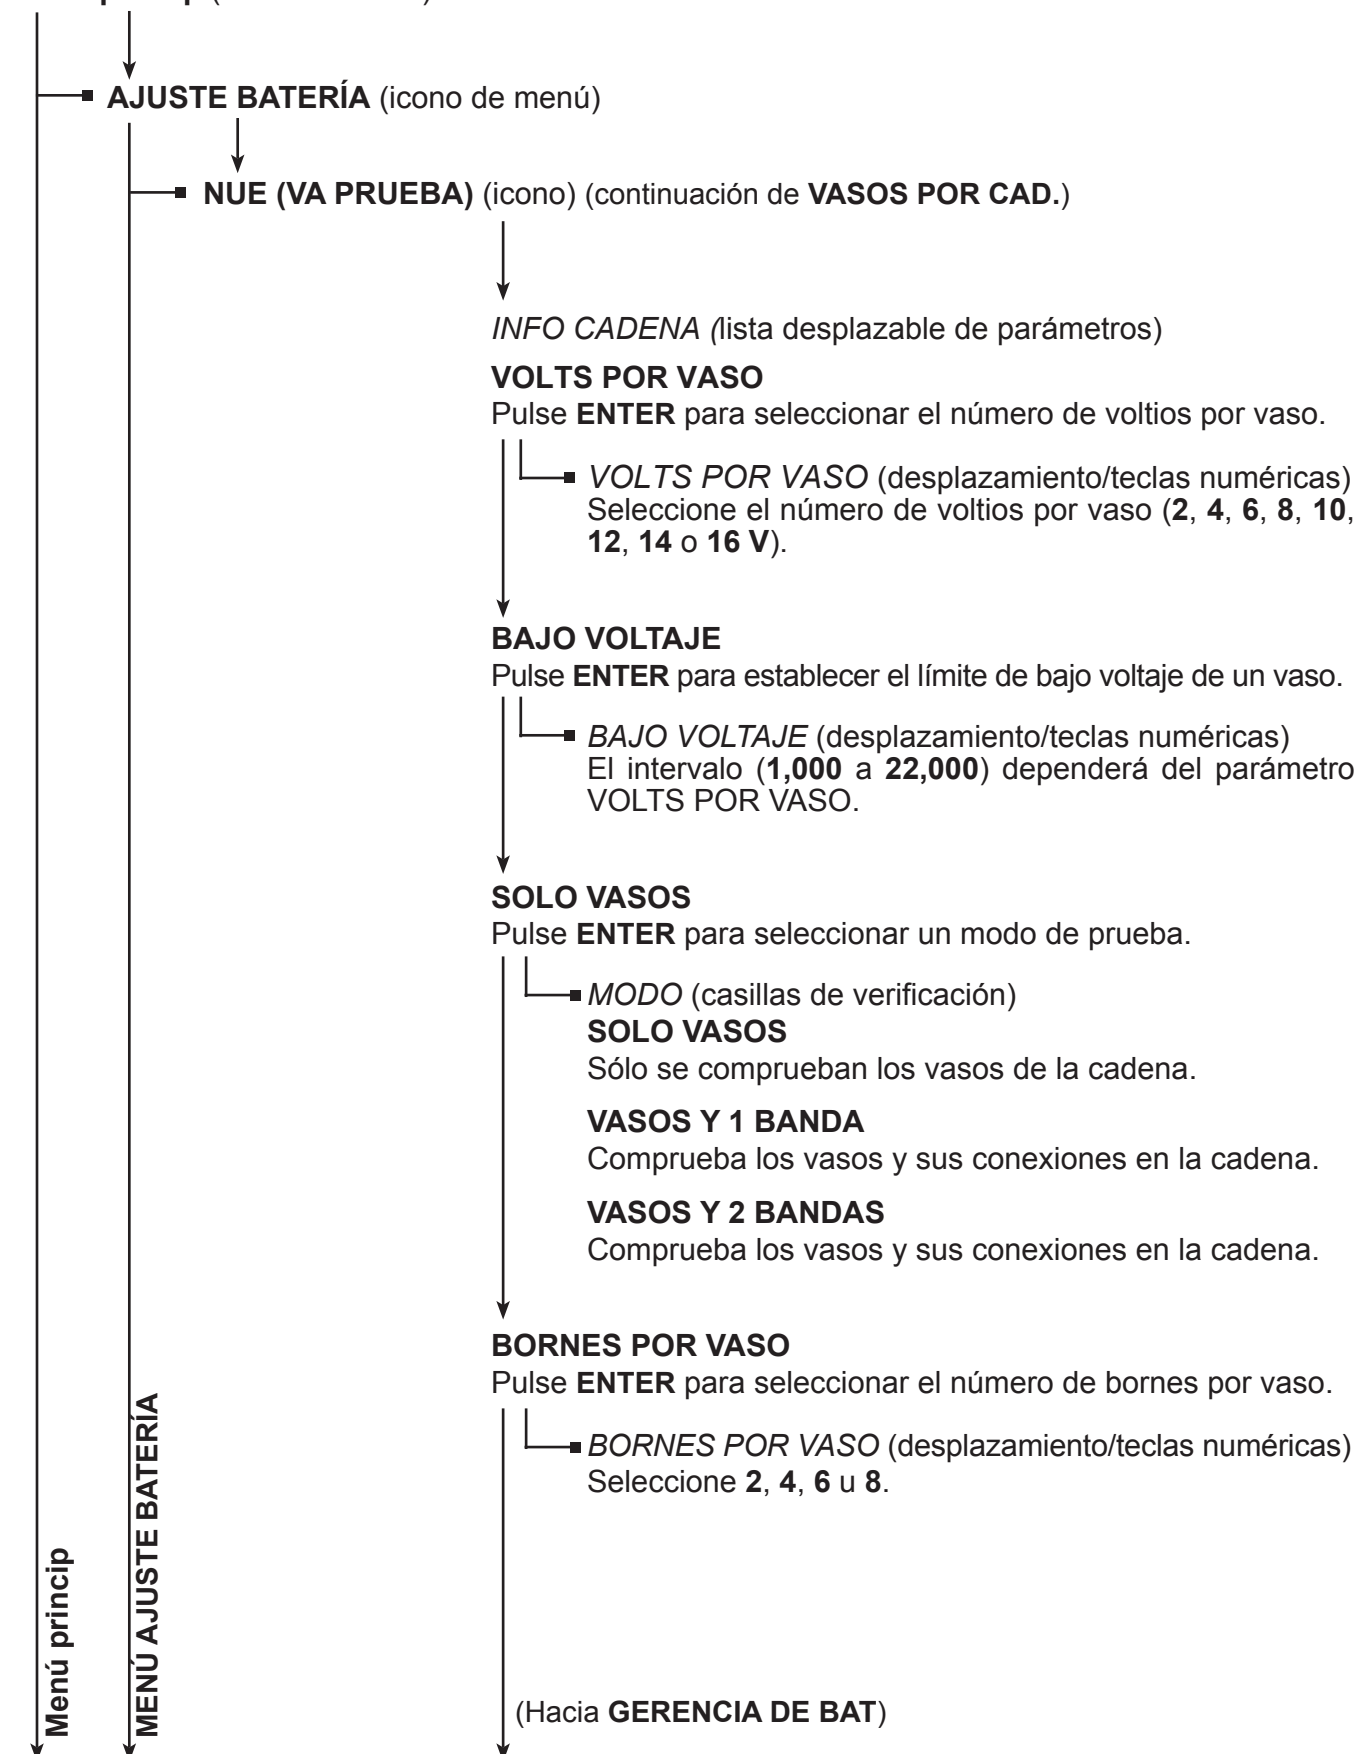 AJUSTE BATERÍA (icono de menú)
NUE (VA PRUEBA) (icono) (continuación de VASOS POR CAD.)
INFO CADENA (lista desplazable de parámetros)
VOLTS POR VASO
Pulse ENTER para seleccionar el número de voltios por vaso.
VOLTS POR VASO (desplazamiento/teclas numéricas)
Seleccione el número de voltios por vaso (2, 4, 6, 8, 10,
12, 14 o 16 V).
BAJO VOLTAJE
Pulse ENTER para establecer el límite de bajo voltaje de un vaso.
BAJO VOLTAJE (desplazamiento/teclas numéricas)
El intervalo (1,000 a 22,000) dependerá del parámetro
VOLTS POR VASO.
SOLO VASOS
Pulse ENTER para seleccionar un modo de prueba.
MODO (casillas de verificación)
SOLO VASOS
Sólo se comprueban los vasos de la cadena.
VASOS Y 1 BANDA
Comprueba los vasos y sus conexiones en la cadena.
VASOS Y 2 BANDAS
Comprueba los vasos y sus conexiones en la cadena.
BORNES POR VASO
Pulse ENTER para seleccionar el número de bornes por vaso.
BORNES POR VASO (desplazamiento/teclas numéricas)
Seleccione 2, 4, 6 u 8.
Menú princip
MENÚ AJUSTE BATERÍA
(Hacia GERENCIA DE BAT)